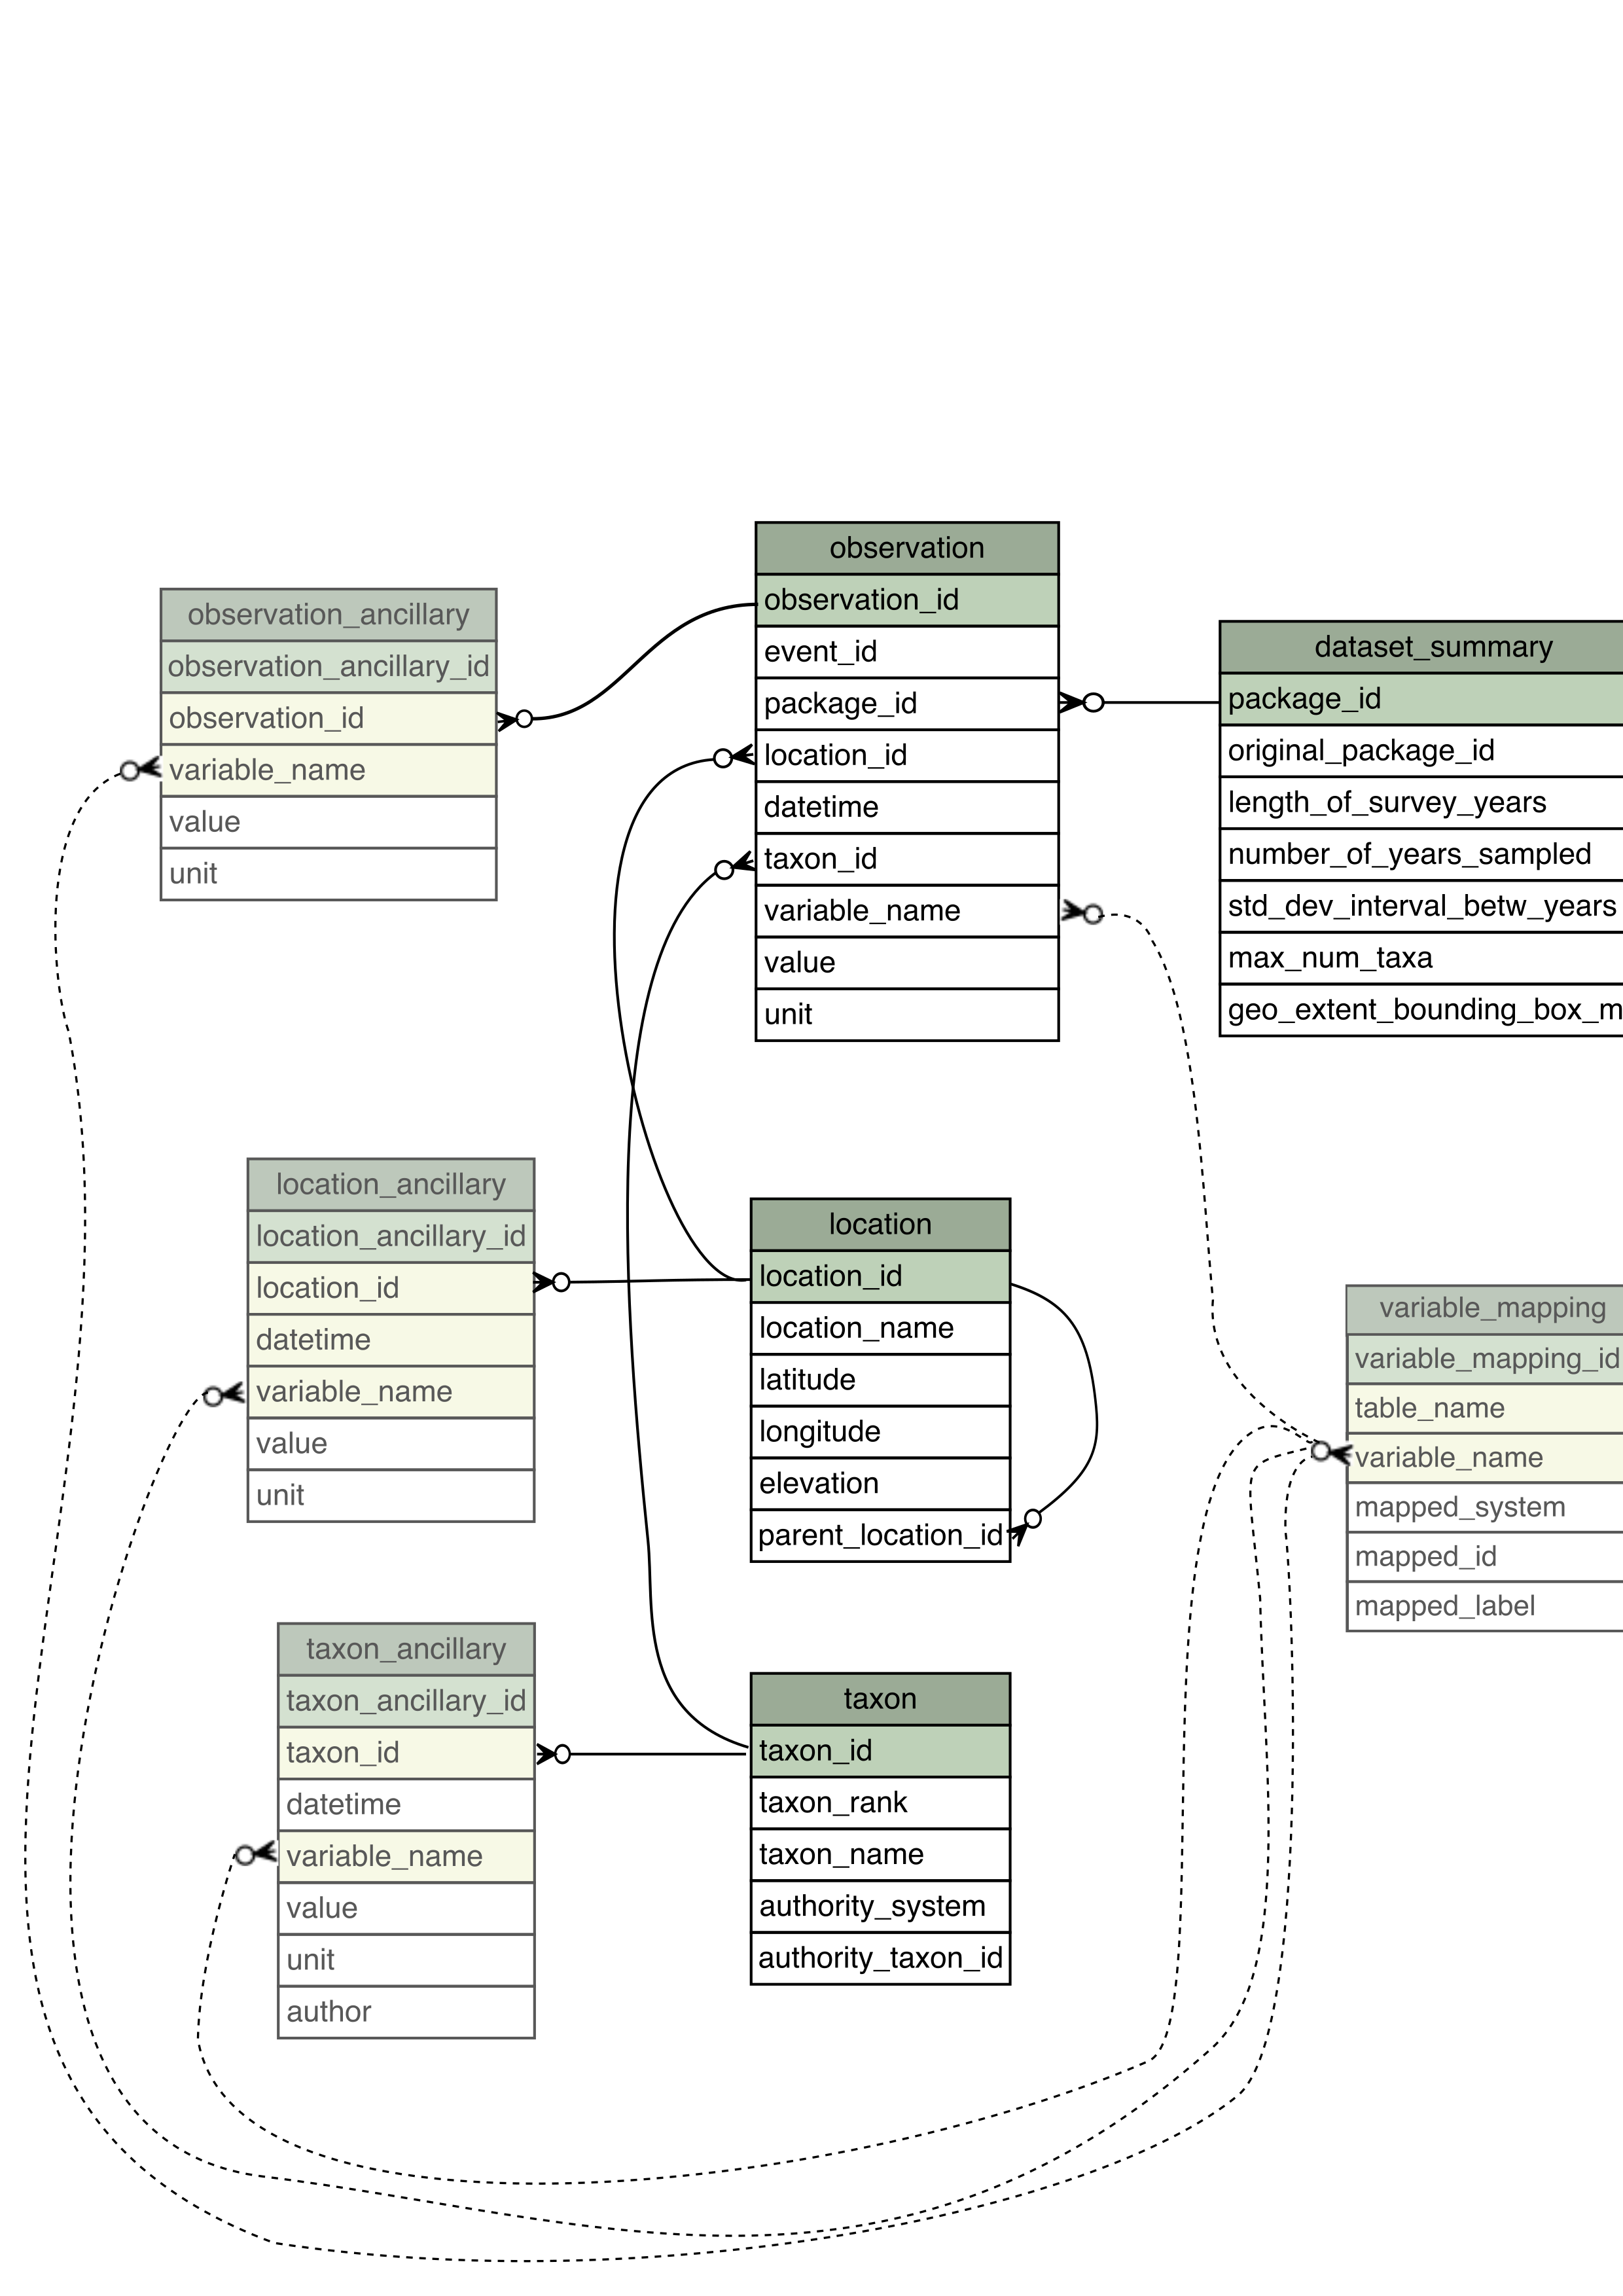 observation
observation_id
event_id
package_id
location_id
datetime
taxon_id
variable_name
value
unit
observation_ancillary
observation_ancillary_id
observation_id
variable_name
value
unit
dataset_summary
package_id
original_package_id
length_of_survey_years
number_of_years_sampled
std_dev_interval_betw_years
max_num_taxa
geo_extent_bounding_box_m
location_ancillary
location_ancillary_id
location_id
datetime
variable_name
value
unit
location
location_id
location_name
latitude
longitude
elevation
parent_location_id
variable_mapping
variable_mapping_id
table_name
variable_name
mapped_system
mapped_id
mapped_label
taxon_ancillary
taxon_ancillary_id
taxon_id
datetime
variable_name
value
unit
author
taxon
taxon_id
taxon_rank
taxon_name
authority_system
authority_taxon_id